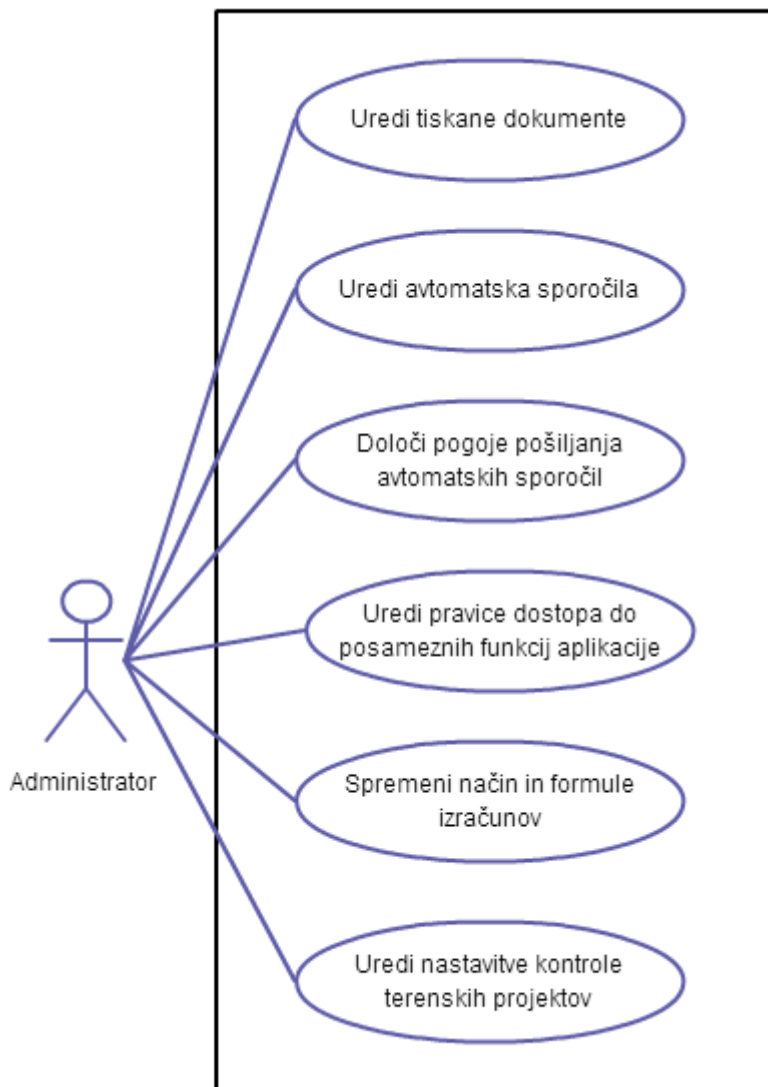 Uredi tiskane dokumente
Uredi avtomatska sporočila
Določi pogoje pošiljanja
avtomatskih sporočil
Uredi pravice dostopa do
posameznih funkcij aplikacije
Administrator
Spremeni način in formule
izračunov
Uredi nastavitve kontrole
terenskih projektov